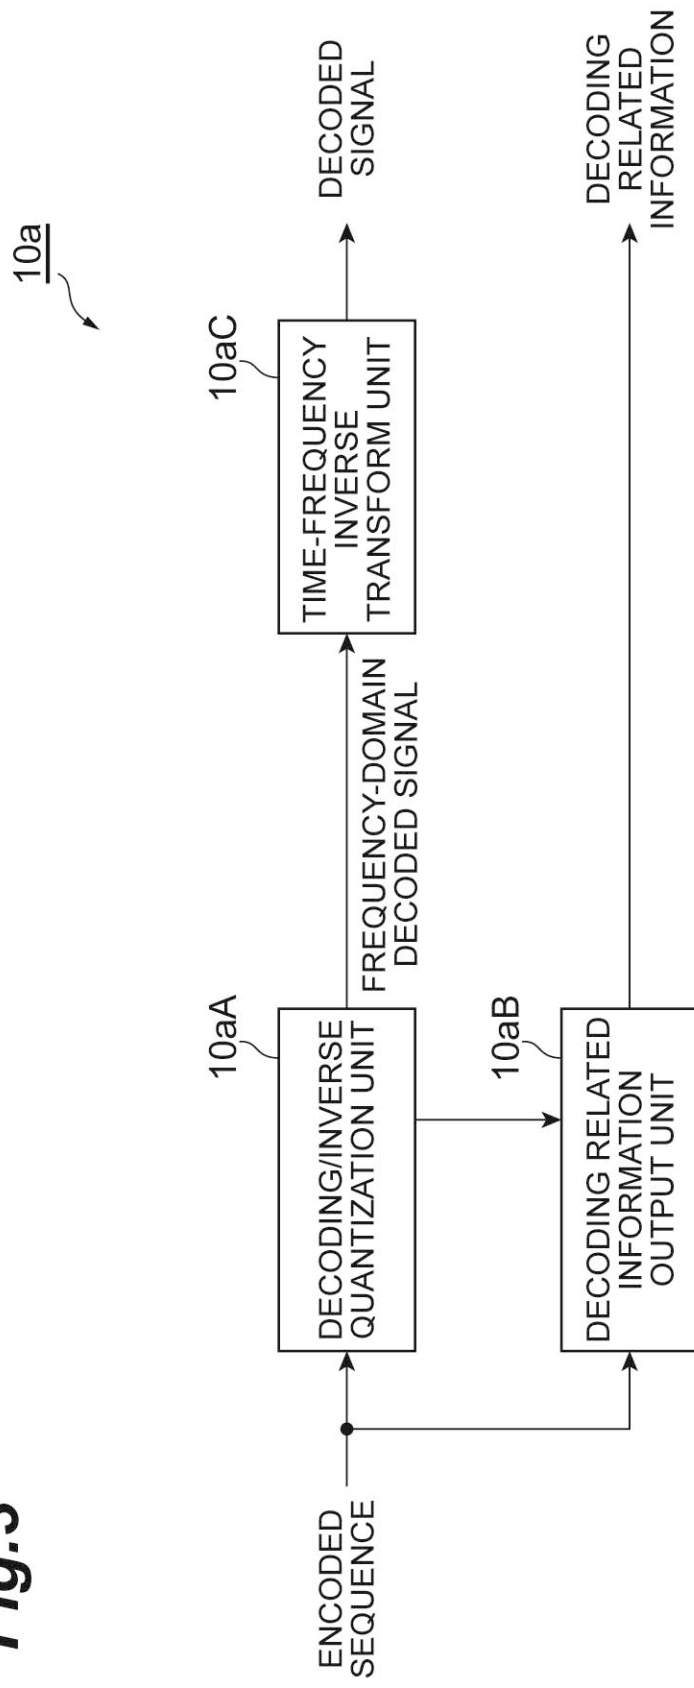 Fig.3
10a
ENCODED
SEQUENCE
10aA
DECODING/INVERSE
QUANTIZATION UNIT
FREQUENCY-DOMAIN
DECODED SIGNAL
10aC
TIME-FREQUENCY
INVERSE
TRANSFORM UNIT
DECODED
SIGNAL
10aB
DECODING RELATED
INFORMATION
OUTPUT UNIT
DECODING
RELATED
INFORMATION